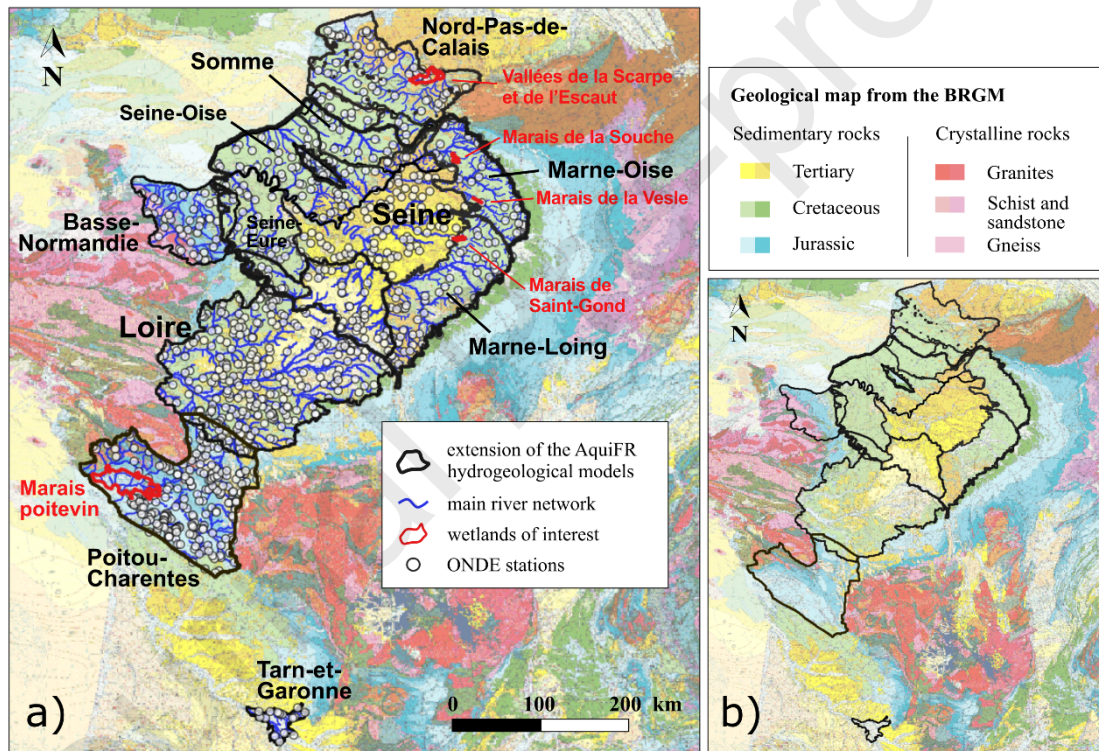 N
Nord-Pas-de-
Calais
Somme
Vallées de la Scarpe
et de l'Escaut
Seine-Oise
Marais de la Souche
Marne-Oise
Marais de la Vesle
Basse-
Normandie
Seine-
Eure
Seine
Marais de
Saint-Gond
Loire
Marne-Loing
extension of the AquiFR
hydrogeological models
main river network
wetlands of interest
ONDE stations
Marais
poitevin
Poitou-
Charentes
Tarn-et-
Garonne
0 100 200 km
a)
Geological map from the BRGM
Sedimentary rocks
Tertiary
Cretaceous
Jurassic
Crystalline rocks
Granites
Schist and
sandstone
Gneiss
N
b)